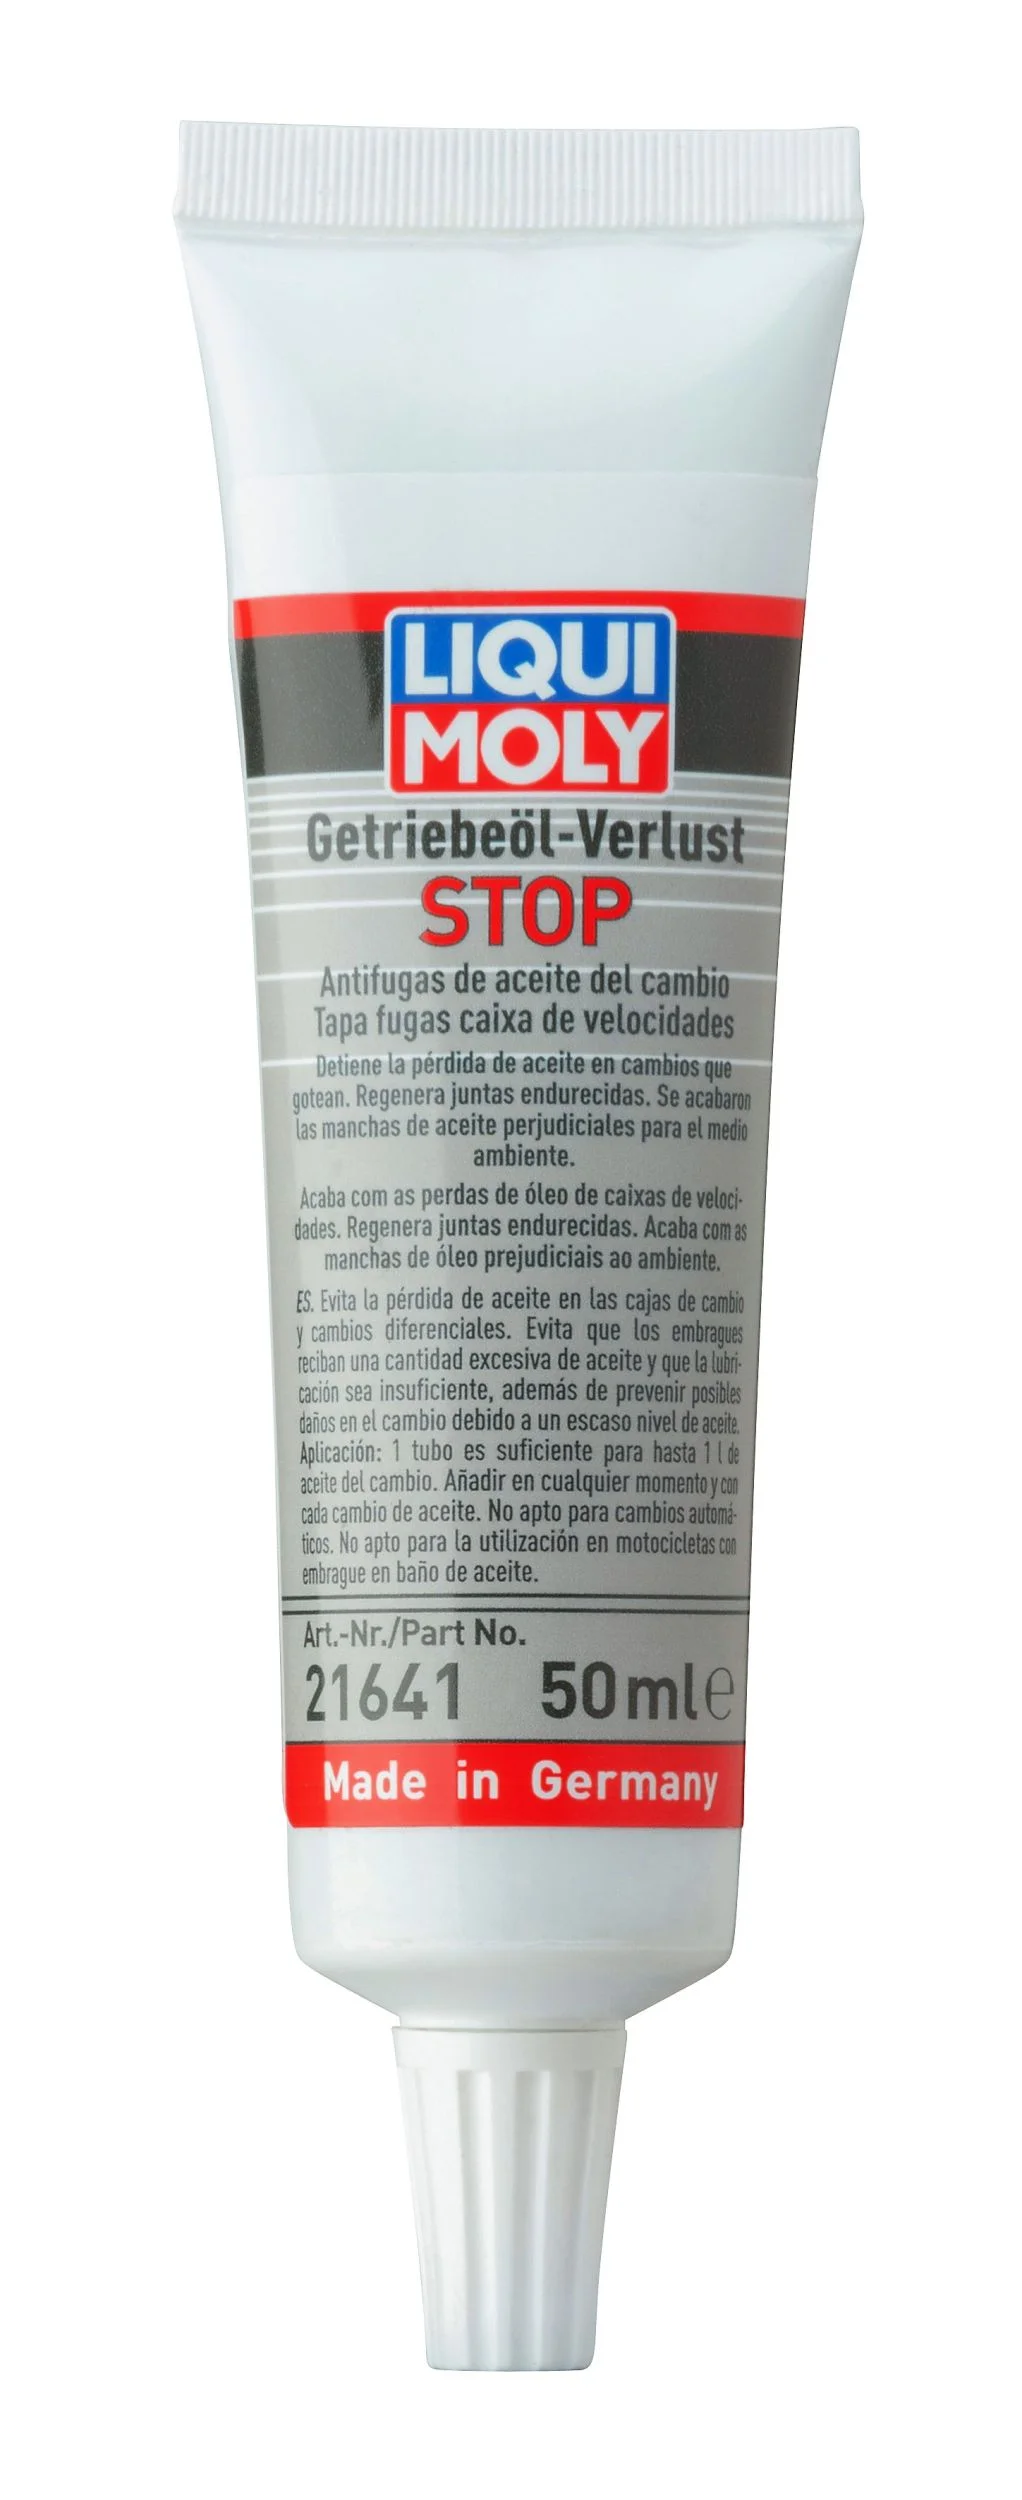 LIQUI
MOLY
Getriebeöl-Verlust
STOP
Antifugas de aceite del cambio
Tapa fugas caixa de velocidades
Detiene la pérdida de aceite en cambios que
gotean. Regenera juntas endurecidas. Se acabaron
las manchas de aceite perjudiciales para el medio
ambiente.
Acaba com as perdas de óleo de caixas de veloci-
dades. Regenera juntas endurecidas. Acaba com as
manchas de óleo prejudiciais ao ambiente.
ES. Evita la pérdida de aceite en las cajas de cambio
y cambios diferenciales. Evita que los embragues
reciban una cantidad excesiva de aceite y que la lubri-
cación sea insuficiente, además de prevenir posibles
daños en el cambio debido a un escaso nivel de aceite.
Aplicación: 1 tubo es suficiente para hasta 1 l de
aceite del cambio. Añadir en cualquier momento y con
cada cambio de aceite. No apto para cambios automá-
ticos. No apto para la utilización en motocicletas con
embrague en baño de aceite.
Art.-Nr./Part No.
21641 50 ml ℮
Made in Germany